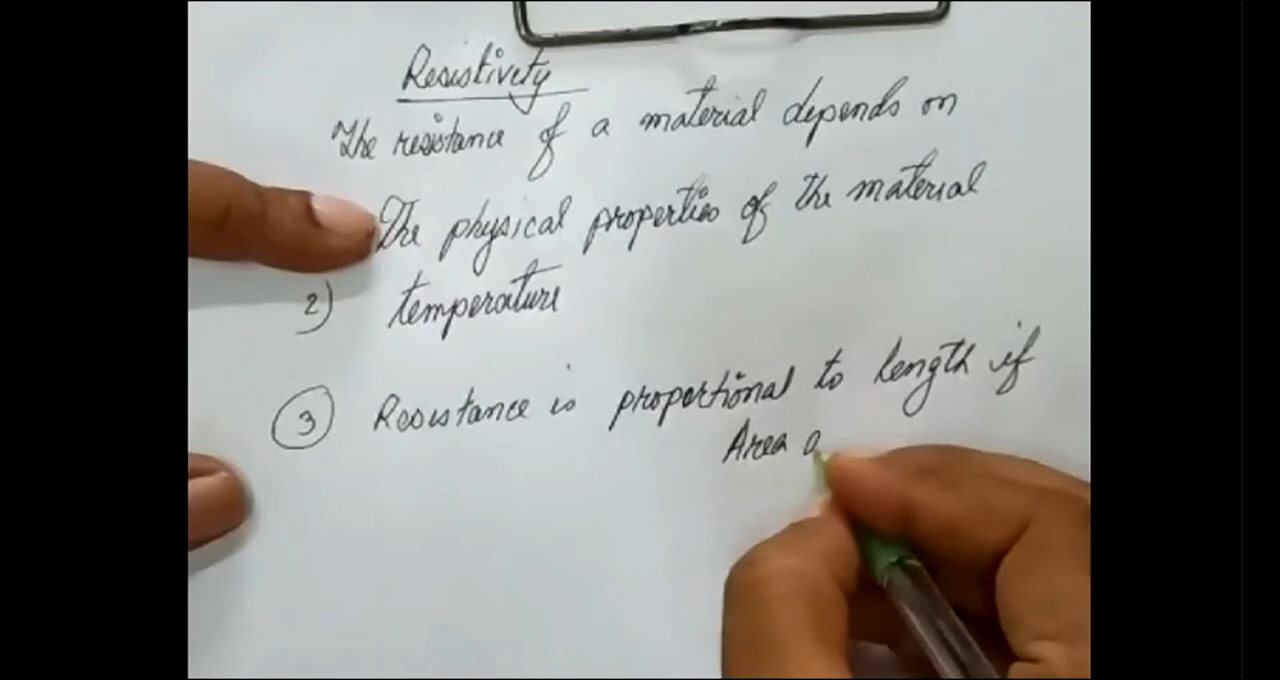 Resistivity
The resistance of a material depends on
The physical properties of the material
2) temperature
3 Resistance is proportional to length if
Area